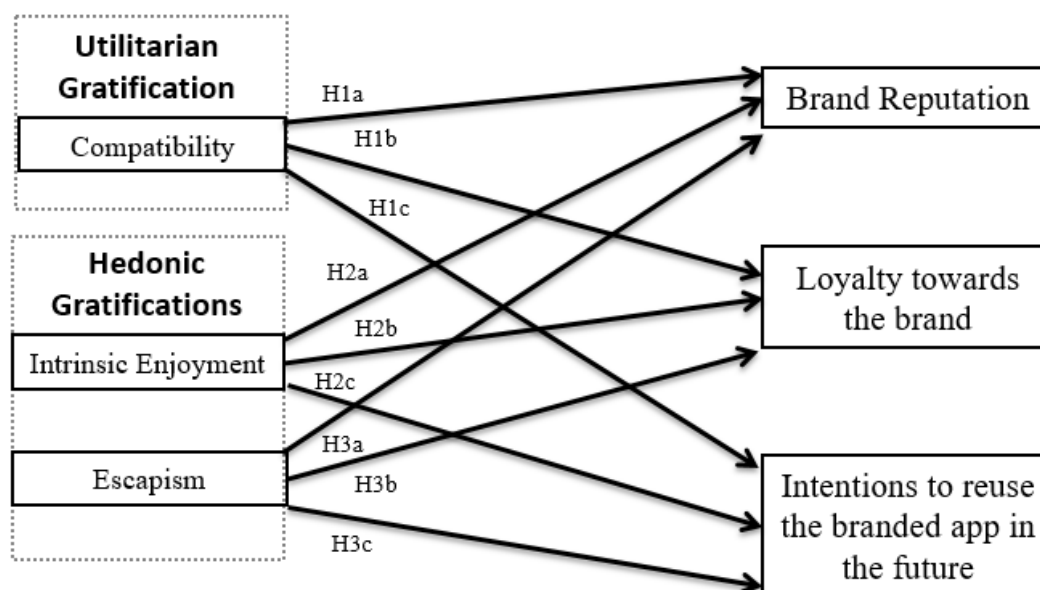 Utilitarian
Gratification
Compatibility
Hedonic
Gratifications
Intrinsic Enjoyment
Escapism
H1a
H1b
H1c
H2a
H2b
H2c
H3a
H3b
H3c
Brand Reputation
Loyalty towards
the brand
Intentions to reuse
the branded app in
the future